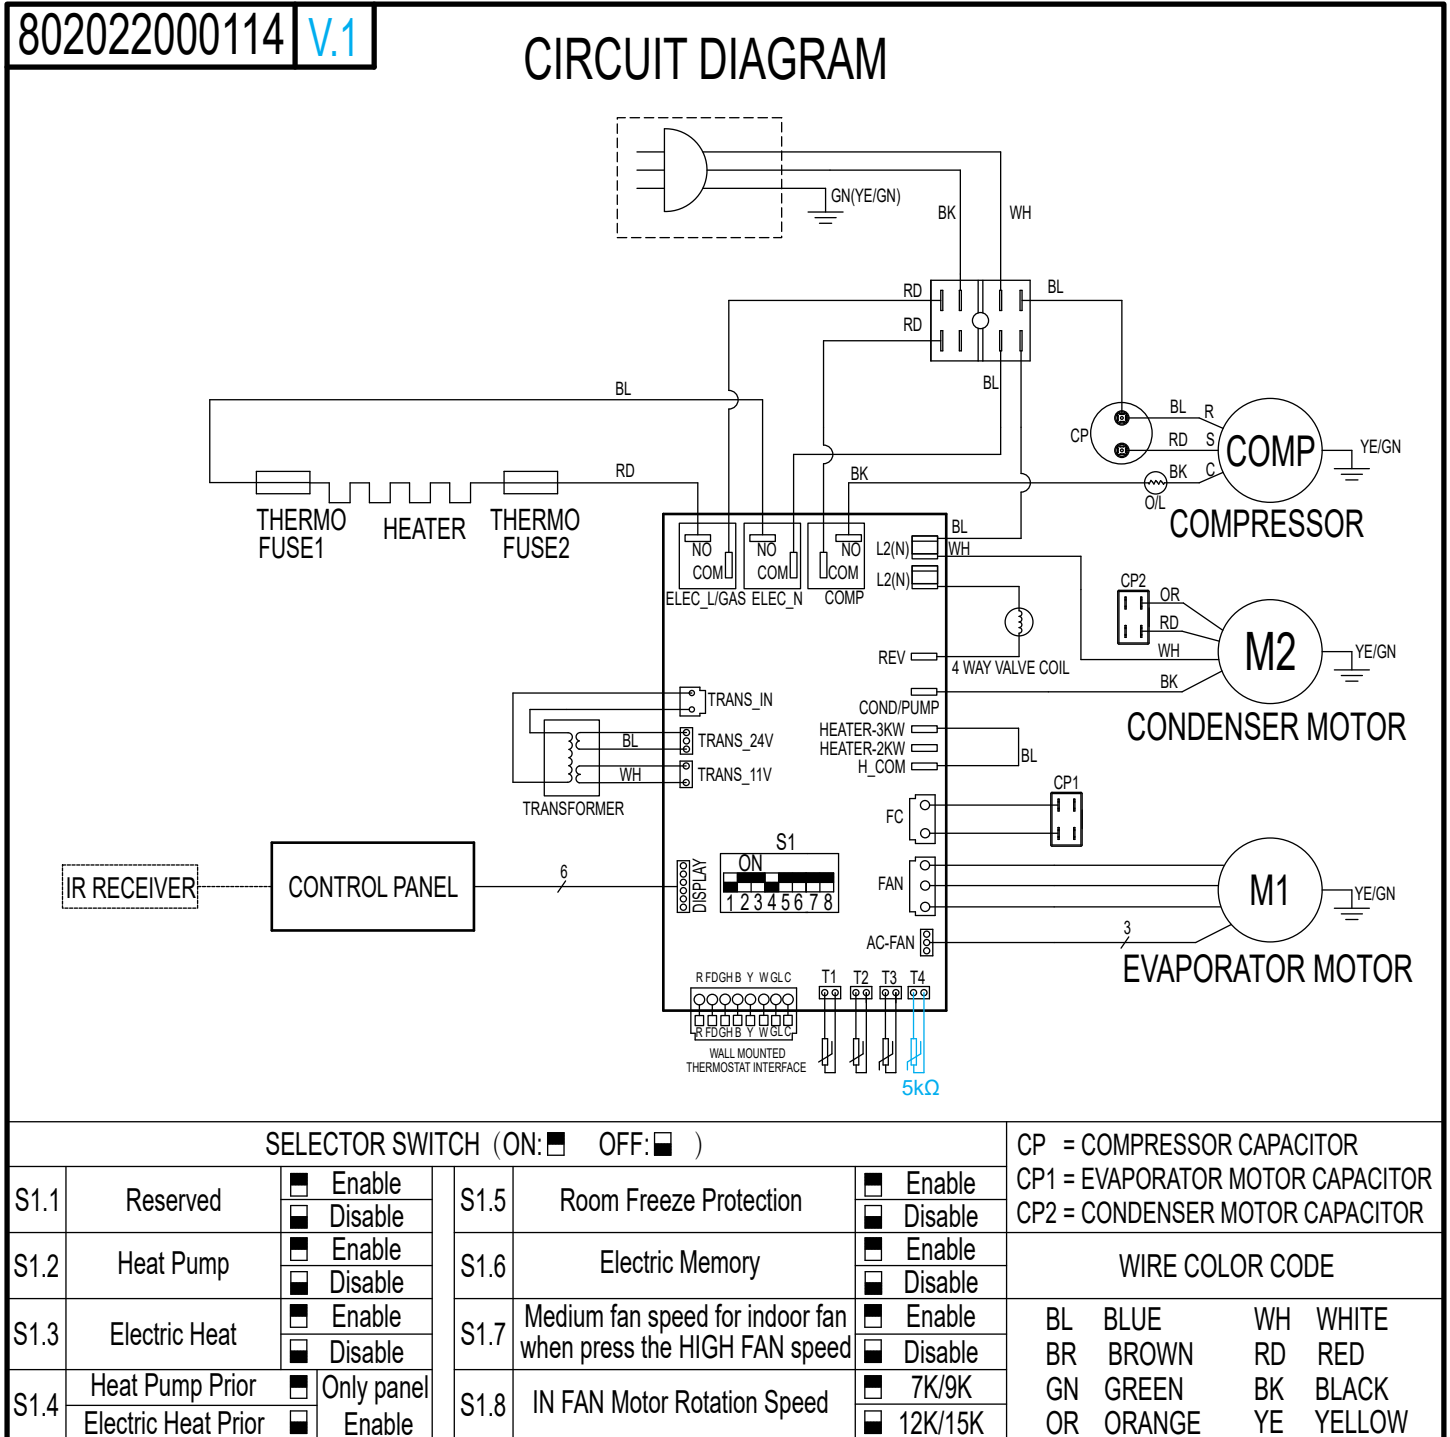 802022000114 V.1
CIRCUIT DIAGRAM
GN(YE/GN)
BK WH
RD BL
RD
BL
BL
CP BL R
RD S
BK C
O/L
COMP
YE/GN
COMPRESSOR
RD
BK
THERMO
FUSE1
HEATER
THERMO
FUSE2
NO NO NO
COM COM COM
ELEC_L/GAS ELEC_N COMP
L2(N) BL
WH
L2(N)
CP2
OR
RD
WH
BK
M2
YE/GN
CONDENSER MOTOR
REV
4 WAY VALVE COIL
COND/PUMP
HEATER-3KW
HEATER-2KW
H_COM
BL
TRANS_IN
BL TRANS_24V
WH TRANS_11V
TRANSFORMER
FC
CP1
IR RECEIVER
CONTROL PANEL
6
DISPLAY
S1
ON
1 2 3 4 5 6 7 8
FAN
AC-FAN
3
M1
YE/GN
EVAPORATOR MOTOR
R FD GH B Y W GL C
R FD GH B Y W GL C
WALL MOUNTED
THERMOSTAT INTERFACE
T1 T2 T3 T4
5kΩ
SELECTOR SWITCH (ON: OFF: )
S1.1 Reserved Enable
Disable
S1.2 Heat Pump Enable
Disable
S1.3 Electric Heat Enable
Disable
S1.4 Heat Pump Prior Only panel
Electric Heat Prior Enable
S1.5 Room Freeze Protection Enable
Disable
S1.6 Electric Memory Enable
Disable
S1.7 Medium fan speed for indoor fan Enable
when press the HIGH FAN speed Disable
S1.8 IN FAN Motor Rotation Speed 7K/9K
12K/15K
CP = COMPRESSOR CAPACITOR
CP1 = EVAPORATOR MOTOR CAPACITOR
CP2 = CONDENSER MOTOR CAPACITOR
WIRE COLOR CODE
BL BLUE WH WHITE
BR BROWN RD RED
GN GREEN BK BLACK
OR ORANGE YE YELLOW